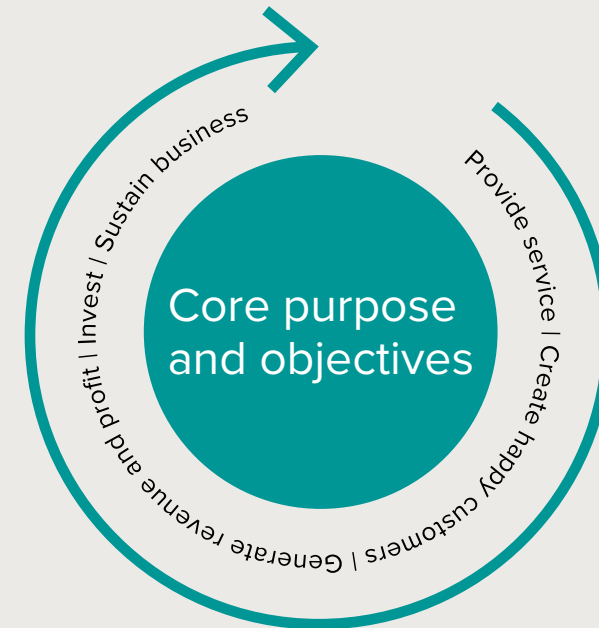 Core purpose
and objectives
Provide service | Create happy customers | Generate revenue and profit | Invest | Sustain business